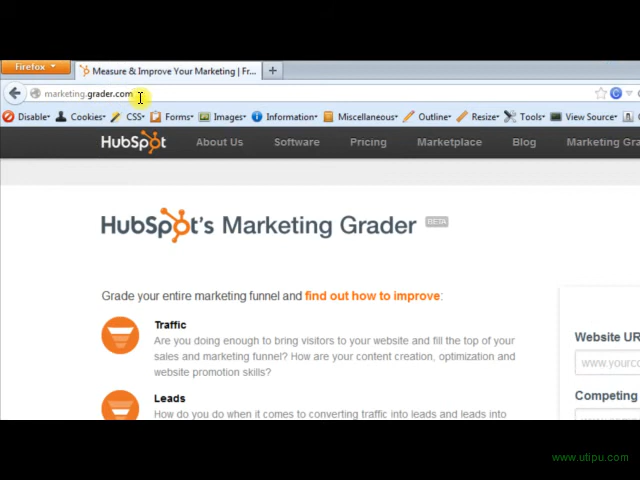 Firefox
Measure & Improve Your Marketing | Fr...
marketing.grader.com
Disable Cookies CSS Forms Images Information Miscellaneous Outline Resize Tools View Source
HubSpot About Us Software Pricing Marketplace Blog Marketing Gra
HubSpot's Marketing Grader BETA
Grade your entire marketing funnel and find out how to improve:
Traffic
Are you doing enough to bring visitors to your website and fill the top of your
sales and marketing funnel? How are your content creation, optimization and
website promotion skills?
Leads
How do you do when it comes to converting traffic into leads and leads into
Website UR
www.yourco
Competing
www.utipu.com